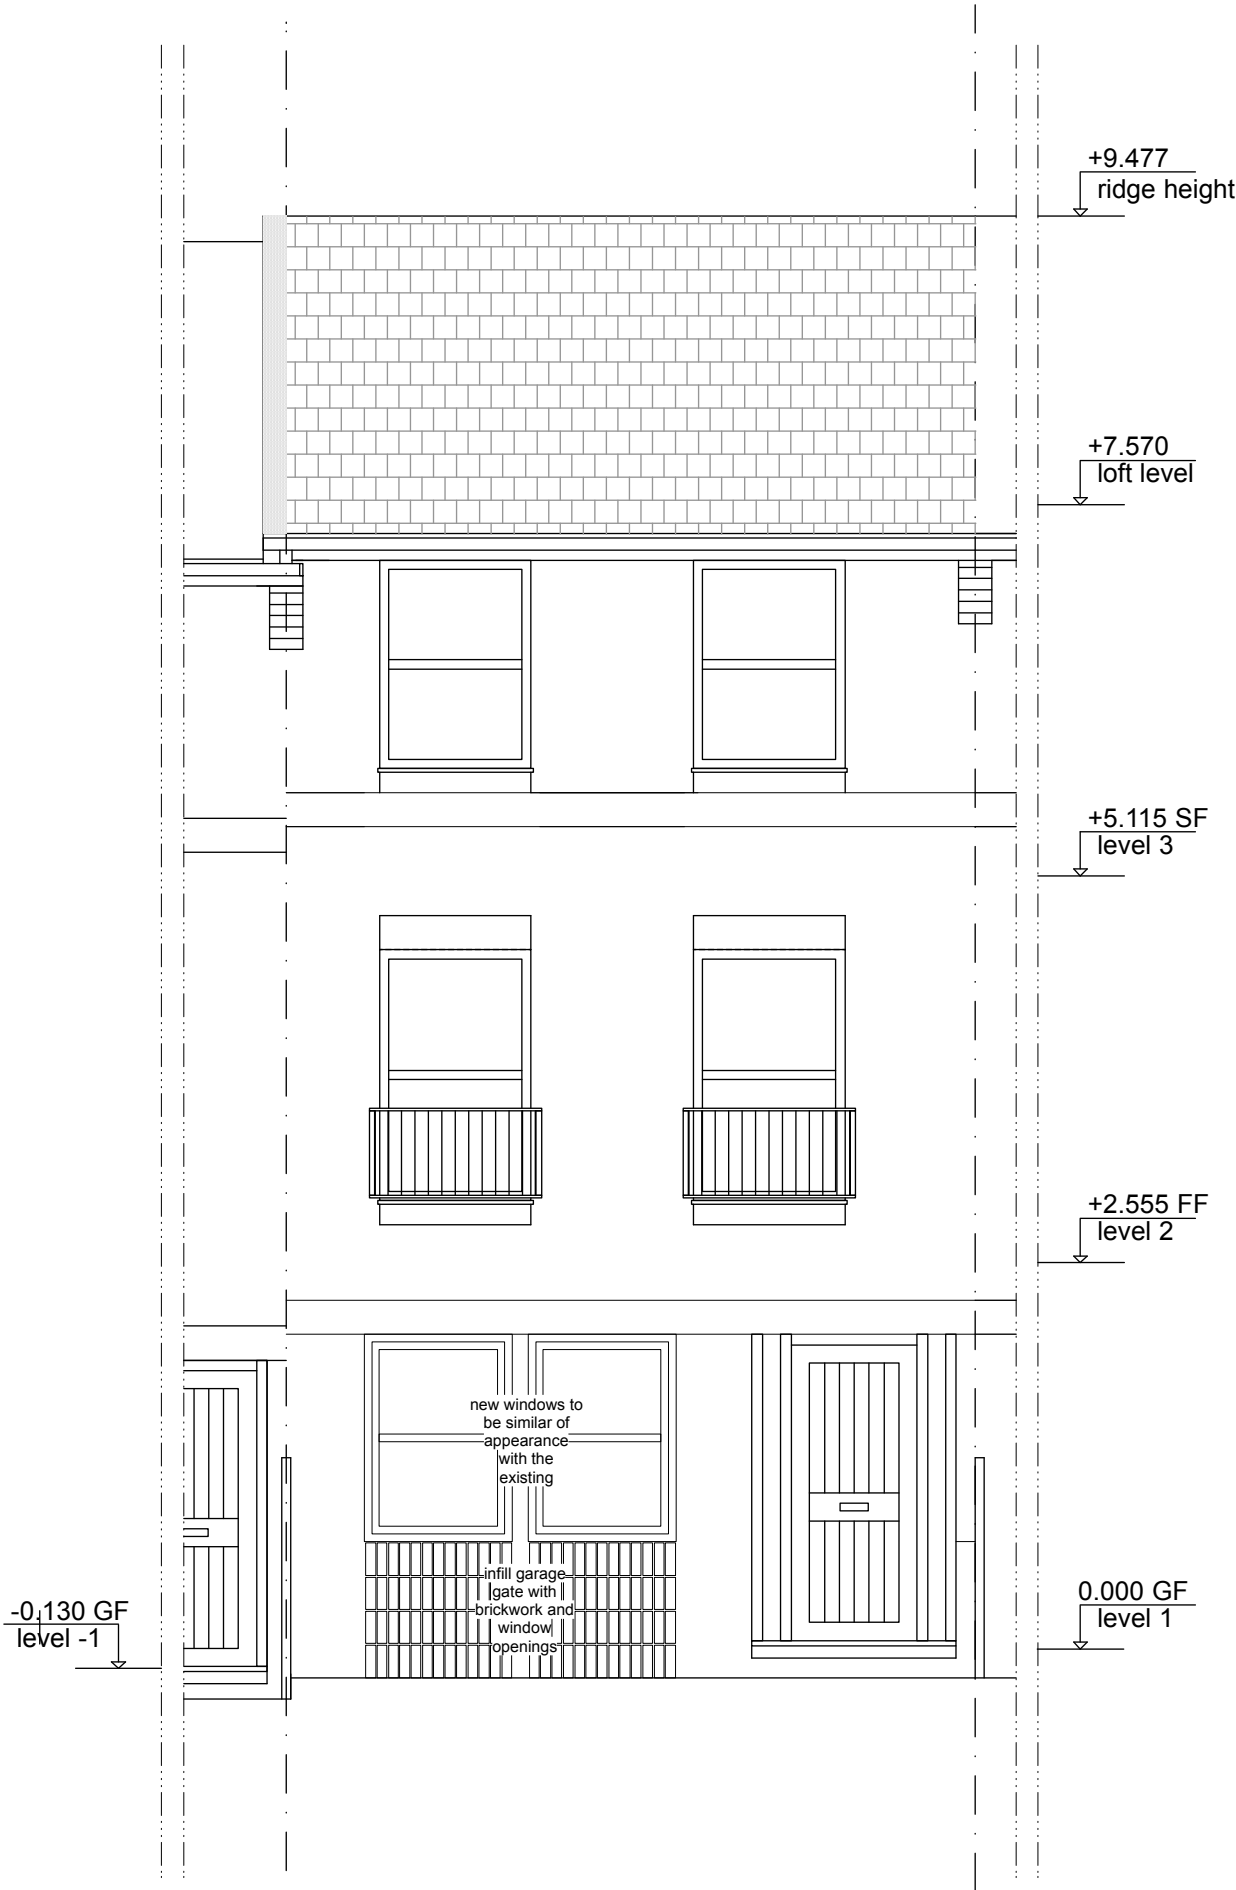 +9.477
ridge height
+7.570
loft level
+5.115 SF
level 3
+2.555 FF
level 2
new windows to
be similar of
appearance
with the
existing
infill garage
gate with
brickwork and
window
openings
0.000 GF
level 1
-0.130 GF
level -1